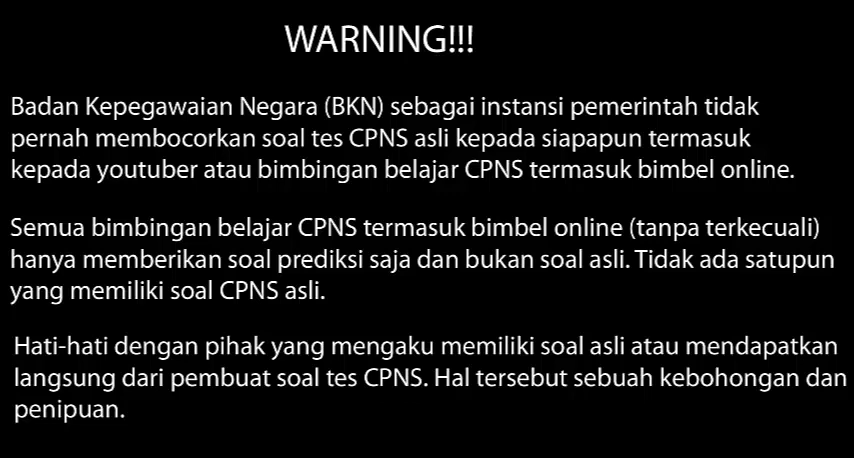 WARNING!!!
Badan Kepegawaian Negara (BKN) sebagai instansi pemerintah tidak
pernah membocorkan soal tes CPNS asli kepada siapapun termasuk
kepada youtuber atau bimbingan belajar CPNS termasuk bimbel online.
Semua bimbingan belajar CPNS termasuk bimbel online (tanpa terkecuali)
hanya memberikan soal prediksi saja dan bukan soal asli. Tidak ada satupun
yang memiliki soal CPNS asli.
Hati-hati dengan pihak yang mengaku memiliki soal asli atau mendapatkan
langsung dari pembuat soal tes CPNS. Hal tersebut sebuah kebohongan dan
penipuan.